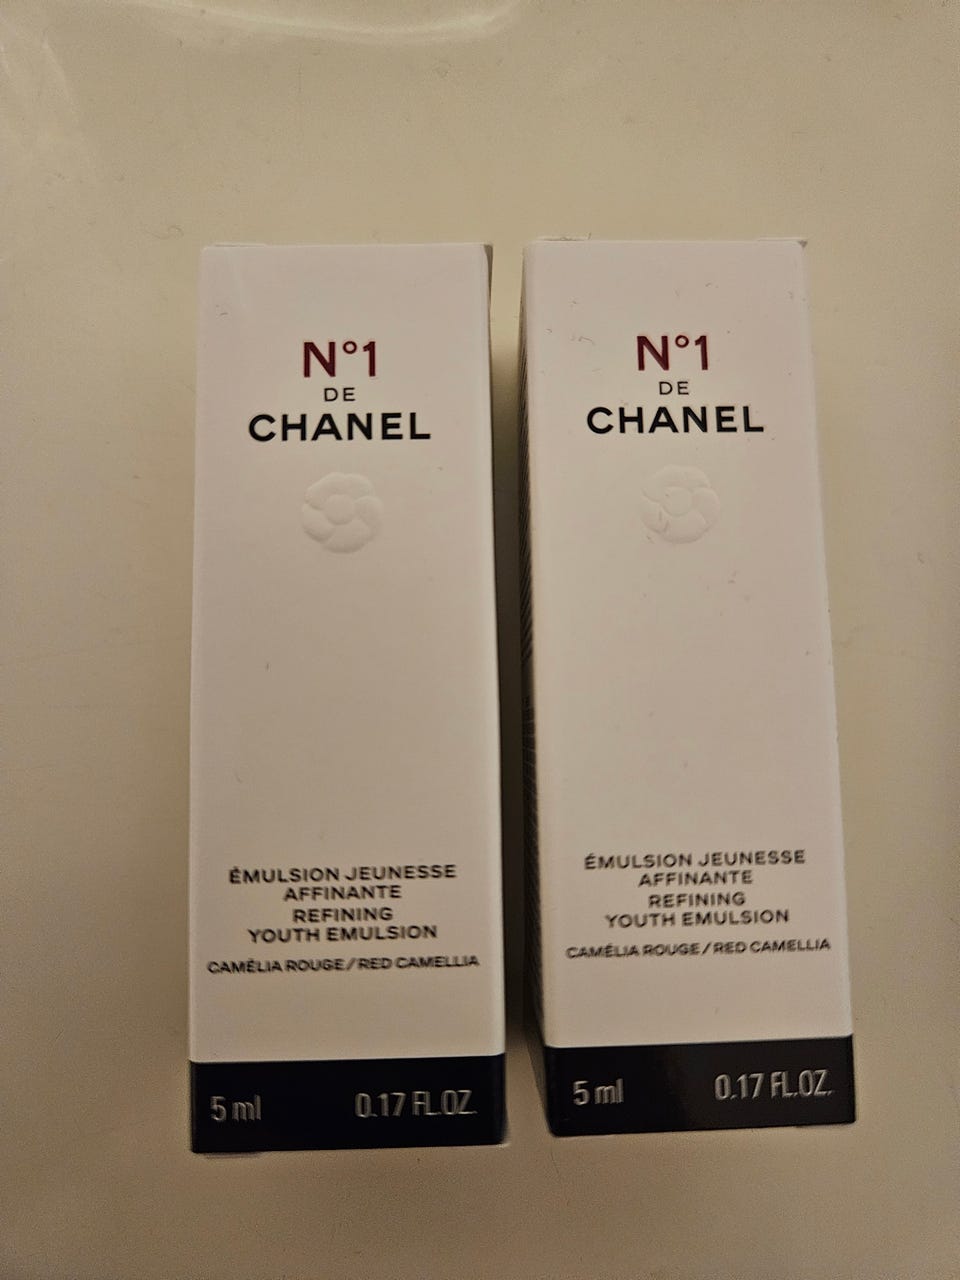 N°1
DE
CHANEL
ÉMULSION JEUNESSE
AFFINANTE
REFINING
YOUTH EMULSION
CAMÉLIA ROUGE / RED CAMELLIA
5 ml 0.17 FL.OZ.
N°1
DE
CHANEL
ÉMULSION JEUNESSE
AFFINANTE
REFINING
YOUTH EMULSION
CAMÉLIA ROUGE / RED CAMELLIA
5 ml 0.17 FL.OZ.